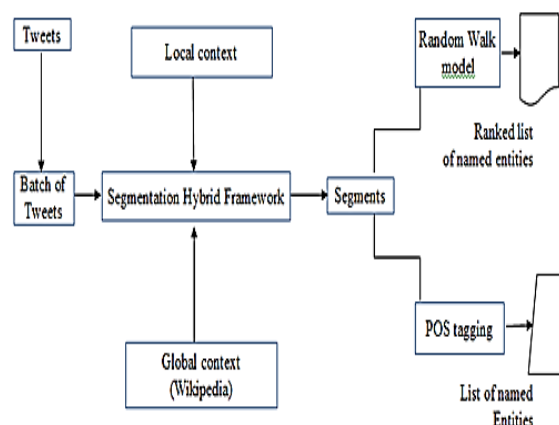 Tweets
Local context
Random Walk
model
Ranked list
of named entities
Batch of
Tweets
Segmentation Hybrid Framework
Segments
Global context
(Wikipedia)
POS tagging
List of named
Entities